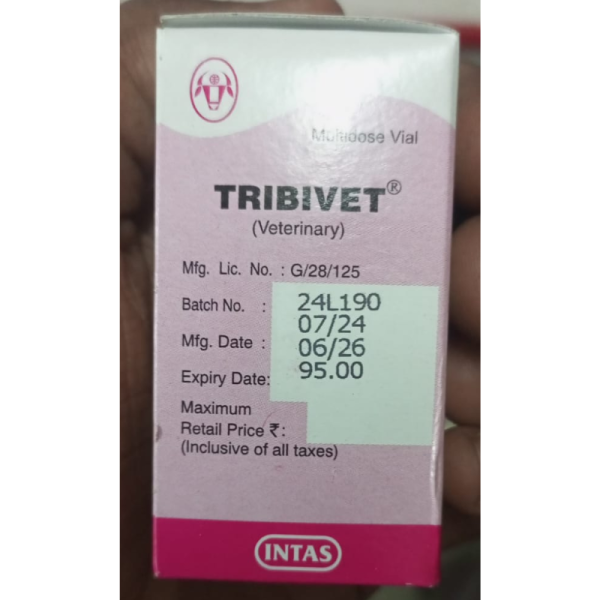 Multidose Vial
TRIBIVET®
(Veterinary)
Mfg. Lic. No. : G/28/125
Batch No. : 24L190
Mfg. Date : 07/24
Expiry Date: 06/26
Maximum
Retail Price ₹: 95.00
(Inclusive of all taxes)
INTAS